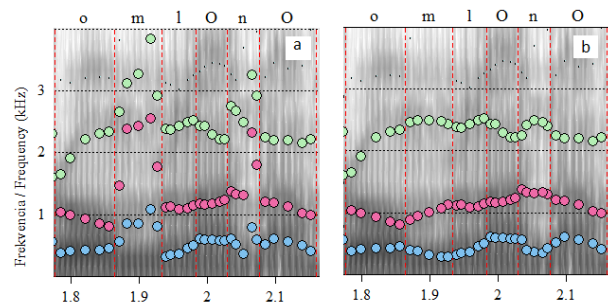 o m l O n O o m l O n O
a b
3
2
1
Frekvencia / Frequency (kHz)
1.8 1.9 2 2.1 1.8 1.9 2 2.1